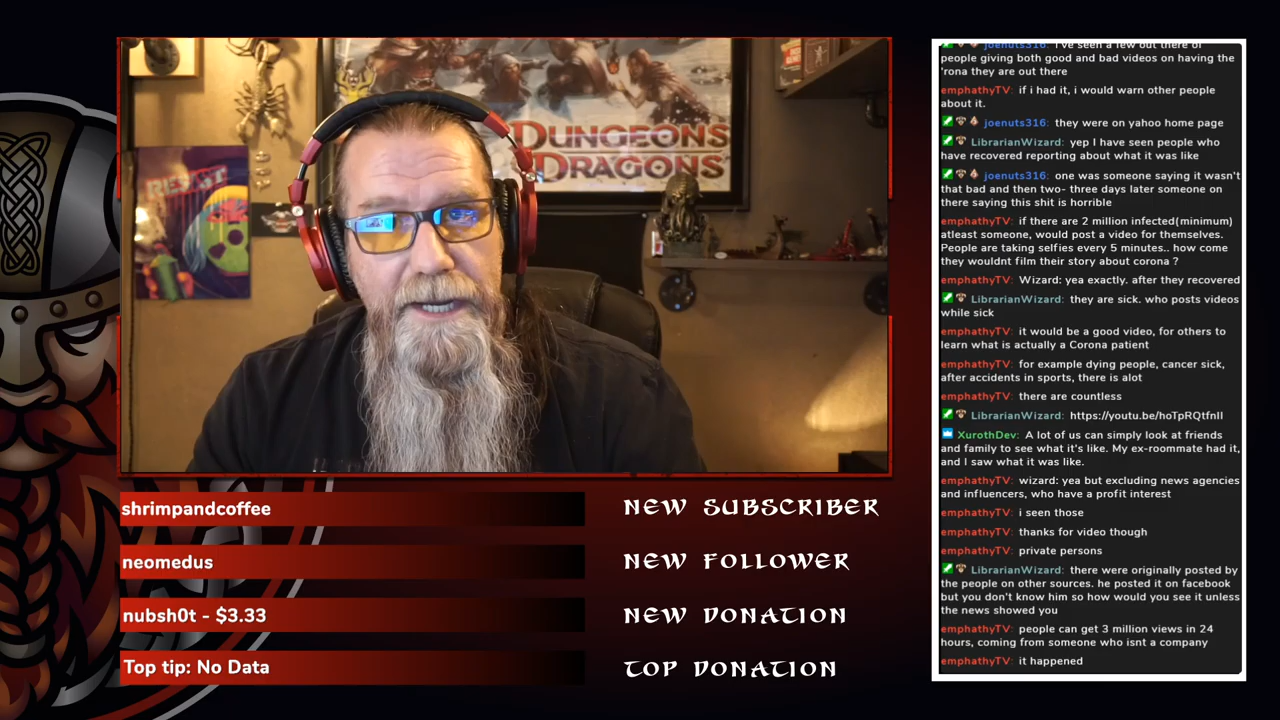 RESIST
DUNGEONS
DRAGONS
shrimpandcoffee
NEW SUBSCRIBER
neomedus
NEW FOLLOWER
nubsh0t - $3.33
NEW DONATION
Top tip: No Data
TOP DONATION
joenuts316: I've seen a few out there of
people giving both good and bad videos on having the
'rona they are out there
emphathyTV: if i had it, i would warn other people
about it.
joenuts316: they were on yahoo home page
LibrarianWizard: yep I have seen people who
have recovered reporting about what it was like
joenuts316: one was someone saying it wasn't
that bad and then two- three days later someone on
there saying this shit is horrible
emphathyTV: if there are 2 million infected(minimum)
atleast someone, would post a video for themselves.
People are taking selfies every 5 minutes.. how come
they wouldnt film their story about corona ?
emphathyTV: Wizard: yea exactly. after they recovered
LibrarianWizard: they are sick. who posts videos
while sick
emphathyTV: it would be a good video, for others to
learn what is actually a Corona patient
emphathyTV: for example dying people, cancer sick,
after accidents in sports, there is alot
emphathyTV: there are countless
LibrarianWizard: https://youtu.be/hoTpRQtfnII
XurothDev: A lot of us can simply look at friends
and family to see what it's like. My ex-roommate had it,
and I saw what it was like.
emphathyTV: wizard: yea but excluding news agencies
and influencers, who have a profit interest
emphathyTV: i seen those
emphathyTV: thanks for video though
emphathyTV: private persons
LibrarianWizard: there were originally posted by
the people on other sources. he posted it on facebook
but you don't know him so how would you see it unless
the news showed you
emphathyTV: people can get 3 million views in 24
hours, coming from someone who isnt a company
emphathyTV: it happened